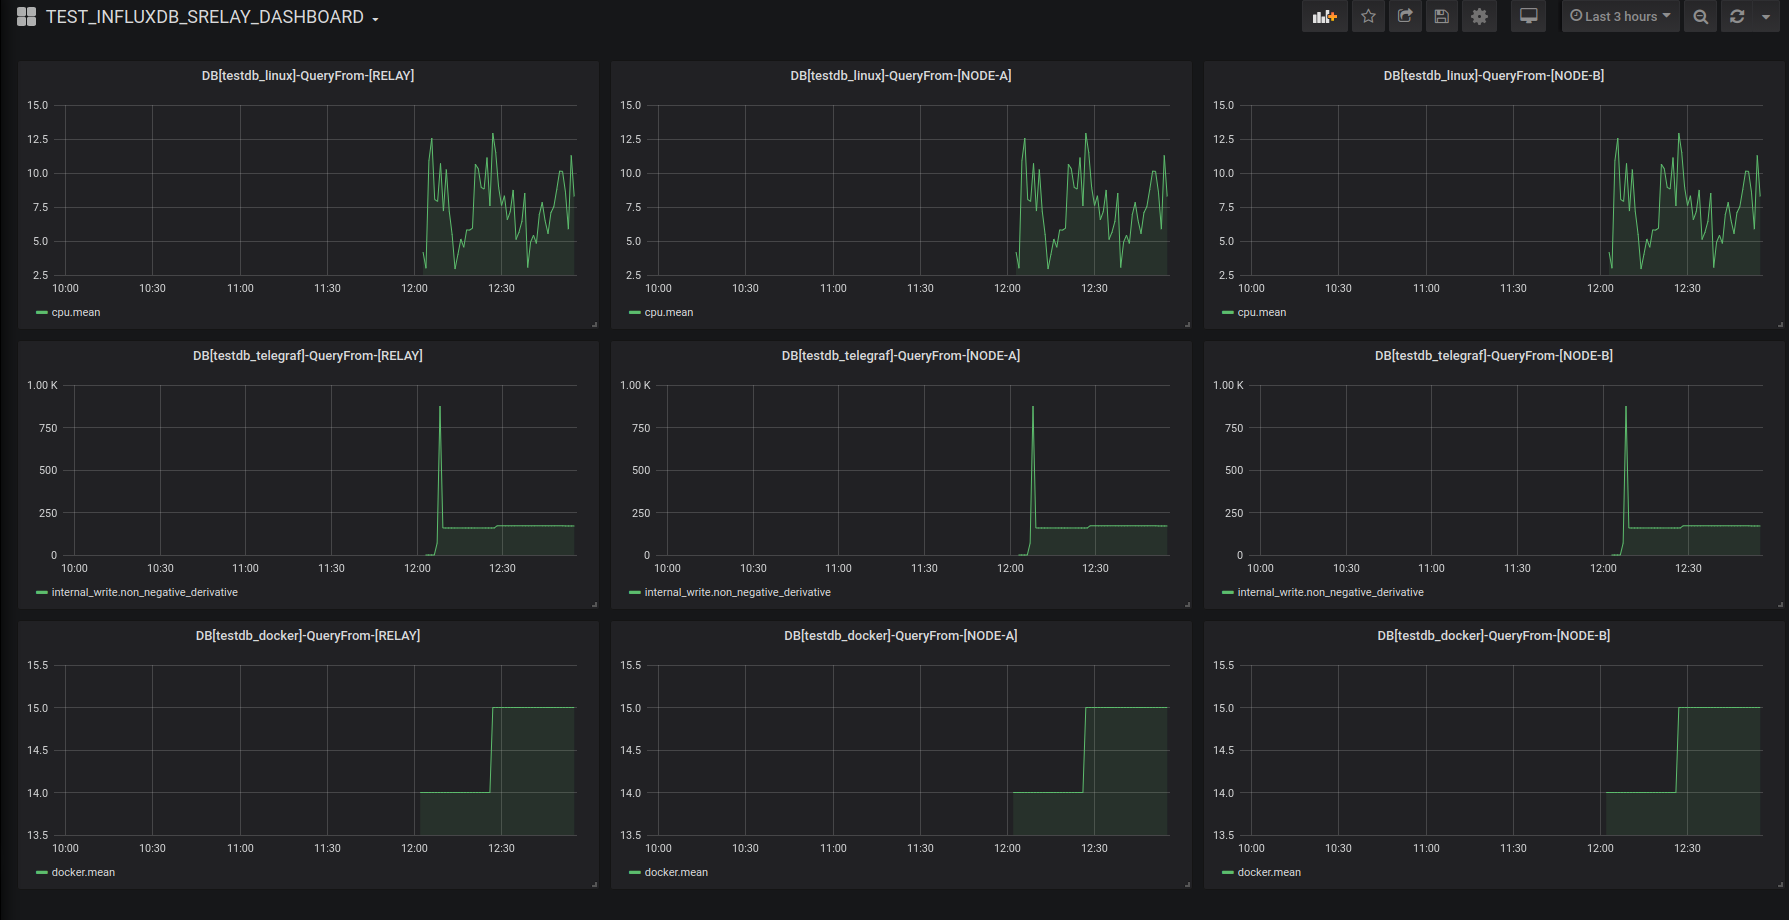 TEST_INFLUXDB_SRELAY_DASHBOARD
Last 3 hours
DB[testdb_linux]-QueryFrom-[RELAY]
15.0
12.5
10.0
7.5
5.0
2.5
10:00 10:30 11:00 11:30 12:00 12:30
cpu.mean
DB[testdb_linux]-QueryFrom-[NODE-A]
15.0
12.5
10.0
7.5
5.0
2.5
10:00 10:30 11:00 11:30 12:00 12:30
cpu.mean
DB[testdb_linux]-QueryFrom-[NODE-B]
15.0
12.5
10.0
7.5
5.0
2.5
10:00 10:30 11:00 11:30 12:00 12:30
cpu.mean
DB[testdb_telegraf]-QueryFrom-[RELAY]
1.00 K
750
500
250
0
10:00 10:30 11:00 11:30 12:00 12:30
internal_write.non_negative_derivative
DB[testdb_telegraf]-QueryFrom-[NODE-A]
1.00 K
750
500
250
0
10:00 10:30 11:00 11:30 12:00 12:30
internal_write.non_negative_derivative
DB[testdb_telegraf]-QueryFrom-[NODE-B]
1.00 K
750
500
250
0
10:00 10:30 11:00 11:30 12:00 12:30
internal_write.non_negative_derivative
DB[testdb_docker]-QueryFrom-[RELAY]
15.5
15.0
14.5
14.0
13.5
10:00 10:30 11:00 11:30 12:00 12:30
docker.mean
DB[testdb_docker]-QueryFrom-[NODE-A]
15.5
15.0
14.5
14.0
13.5
10:00 10:30 11:00 11:30 12:00 12:30
docker.mean
DB[testdb_docker]-QueryFrom-[NODE-B]
15.5
15.0
14.5
14.0
13.5
10:00 10:30 11:00 11:30 12:00 12:30
docker.mean